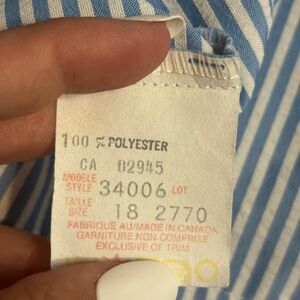 100 % POLYESTER
CA 02945
MODELE
STYLE 34006 LOT
TAILLE
SIZE 18 2770
FABRIQUE AU/MADE IN CANADA
GARNITURE NON COMPRISE
EXCLUSIVE OF TRIM